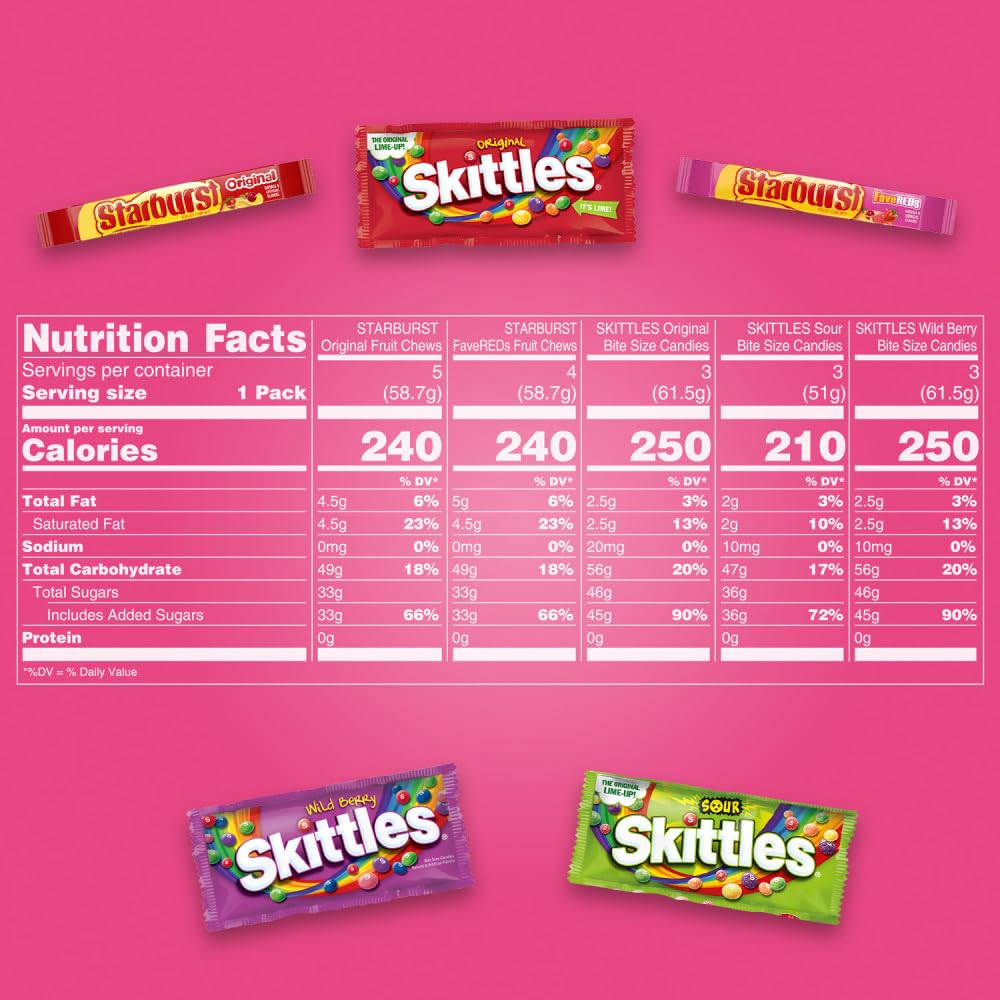 THE ORIGINAL
LIME-UP!
ORIGINAL
Skittles
IT'S LIME!
Starburst
Original
Starburst
FRUIT CHEWS
FaveREDs
Nutrition Facts
Servings per container
Serving size 1 Pack
Amount per serving
Calories
STARBURST STARBURST SKITTLES Original SKITTLES Sour SKITTLES Wild Berry
Original Fruit Chews FaveREDs Fruit Chews Bite Size Candies Bite Size Candies Bite Size Candies
5 4 3 3 3
(58.7g) (58.7g) (61.5g) (51g) (61.5g)
240 240 250 210 250
% DV* % DV* % DV* % DV* % DV*
Total Fat 4.5g 6% 5g 6% 2.5g 3% 2g 3% 2.5g 3%
Saturated Fat 4.5g 23% 4.5g 23% 2.5g 13% 2g 10% 2.5g 13%
Sodium 0mg 0% 0mg 0% 20mg 0% 10mg 0% 10mg 0%
Total Carbohydrate 49g 18% 49g 18% 56g 20% 47g 17% 56g 20%
Total Sugars 33g 33g 46g 36g 46g
Includes Added Sugars 33g 66% 33g 66% 45g 90% 36g 72% 45g 90%
Protein 0g 0g 0g 0g 0g
*%DV = % Daily Value
Wild Berry
Skittles
Bite Size Candies
THE ORIGINAL
LIME-UP!
SOUR
Skittles